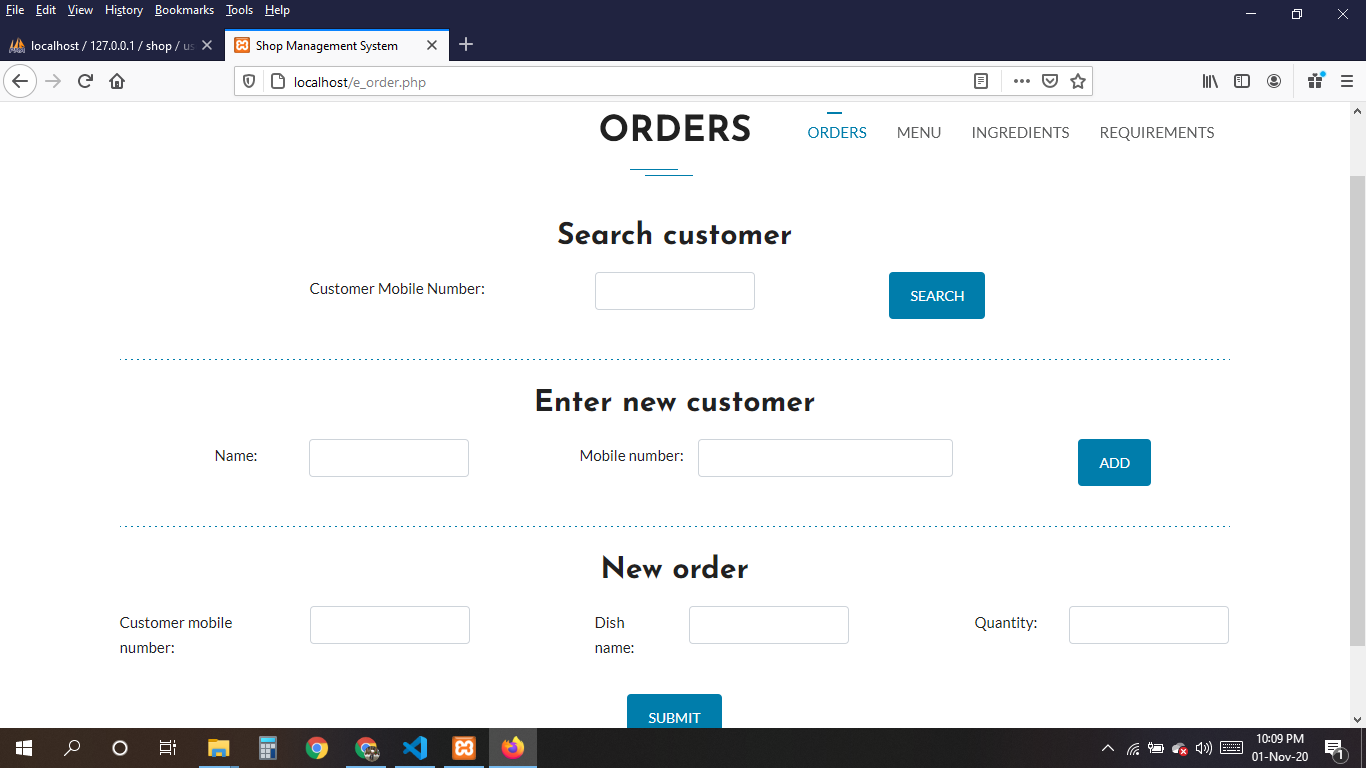 File Edit View History Bookmarks Tools Help
localhost / 127.0.0.1 / shop / us
Shop Management System
localhost/e_order.php
ORDERS
ORDERS MENU INGREDIENTS REQUIREMENTS
Search customer
Customer Mobile Number:
SEARCH
Enter new customer
Name:
Mobile number:
ADD
New order
Customer mobile
number:
Dish
name:
Quantity:
SUBMIT
10:09 PM
01-Nov-20
1